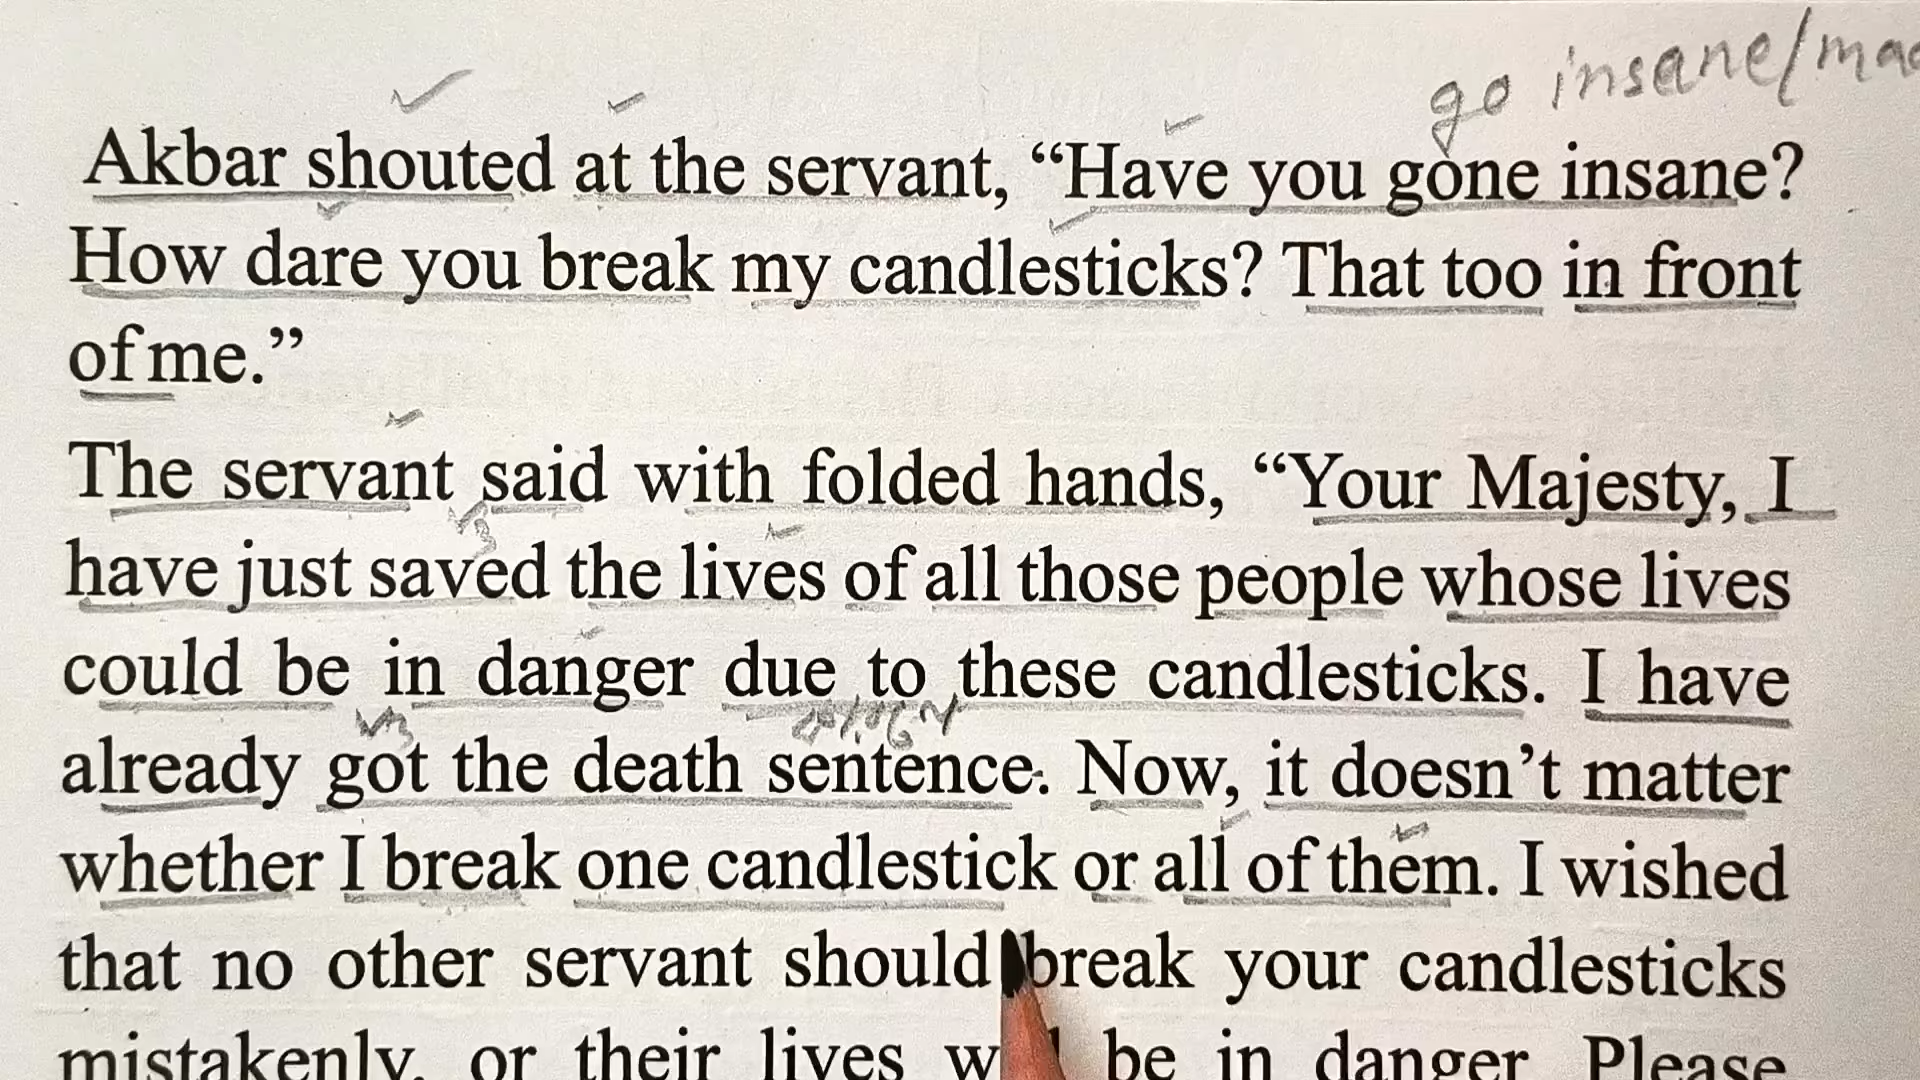 go insane/
Akbar shouted at the servant, “Have you gone insane?
How dare you break my candlesticks? That too in front
of me.”
The servant said with folded hands, “Your Majesty, I
have just saved the lives of all those people whose lives
could be in danger due to these candlesticks. I have
already got the death sentence. Now, it doesn’t matter
whether I break one candlestick or all of them. I wished
that no other servant should break your candlesticks
mistakenly, or their lives be in danger. Please